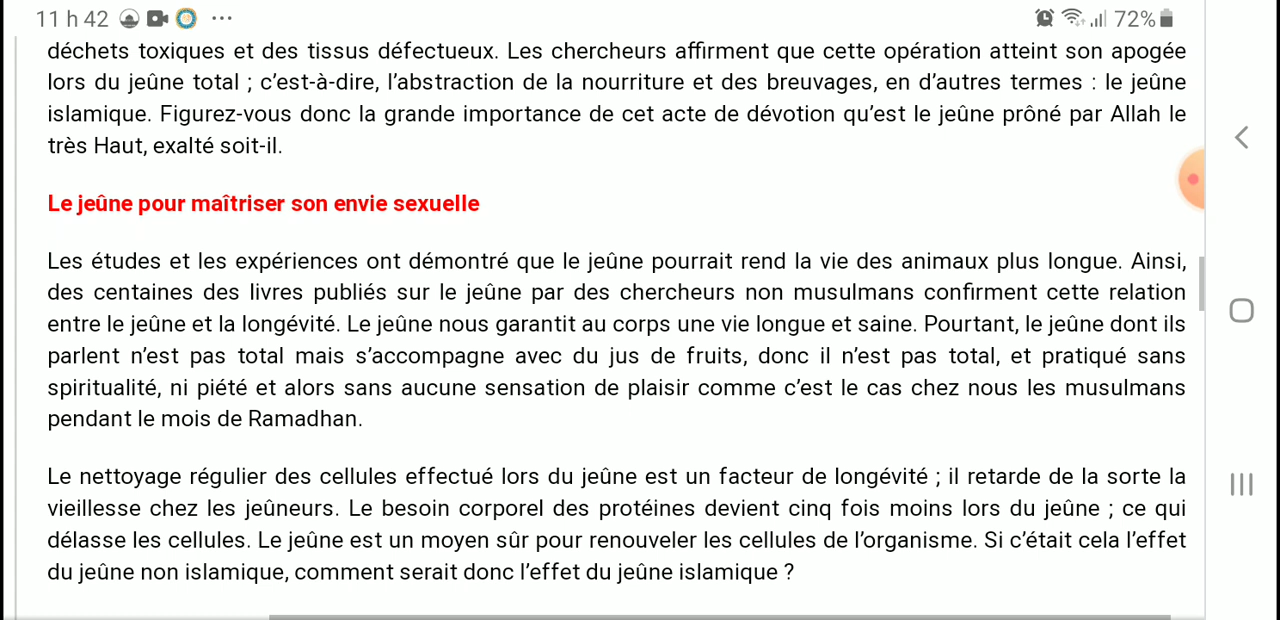 11 h 42 ... 72%
déchets toxiques et des tissus défectueux. Les chercheurs affirment que cette opération atteint son apogée
lors du jeûne total ; c’est-à-dire, l’abstraction de la nourriture et des breuvages, en d’autres termes : le jeûne
islamique. Figurez-vous donc la grande importance de cet acte de dévotion qu’est le jeûne prôné par Allah le
très Haut, exalté soit-il.
Le jeûne pour maîtriser son envie sexuelle
Les études et les expériences ont démontré que le jeûne pourrait rend la vie des animaux plus longue. Ainsi,
des centaines des livres publiés sur le jeûne par des chercheurs non musulmans confirment cette relation
entre le jeûne et la longévité. Le jeûne nous garantit au corps une vie longue et saine. Pourtant, le jeûne dont ils
parlent n’est pas total mais s’accompagne avec du jus de fruits, donc il n’est pas total, et pratiqué sans
spiritualité, ni piété et alors sans aucune sensation de plaisir comme c’est le cas chez nous les musulmans
pendant le mois de Ramadhan.
Le nettoyage régulier des cellules effectué lors du jeûne est un facteur de longévité ; il retarde de la sorte la
vieillesse chez les jeûneurs. Le besoin corporel des protéines devient cinq fois moins lors du jeûne ; ce qui
délasse les cellules. Le jeûne est un moyen sûr pour renouveler les cellules de l’organisme. Si c’était cela l’effet
du jeûne non islamique, comment serait donc l’effet du jeûne islamique ?